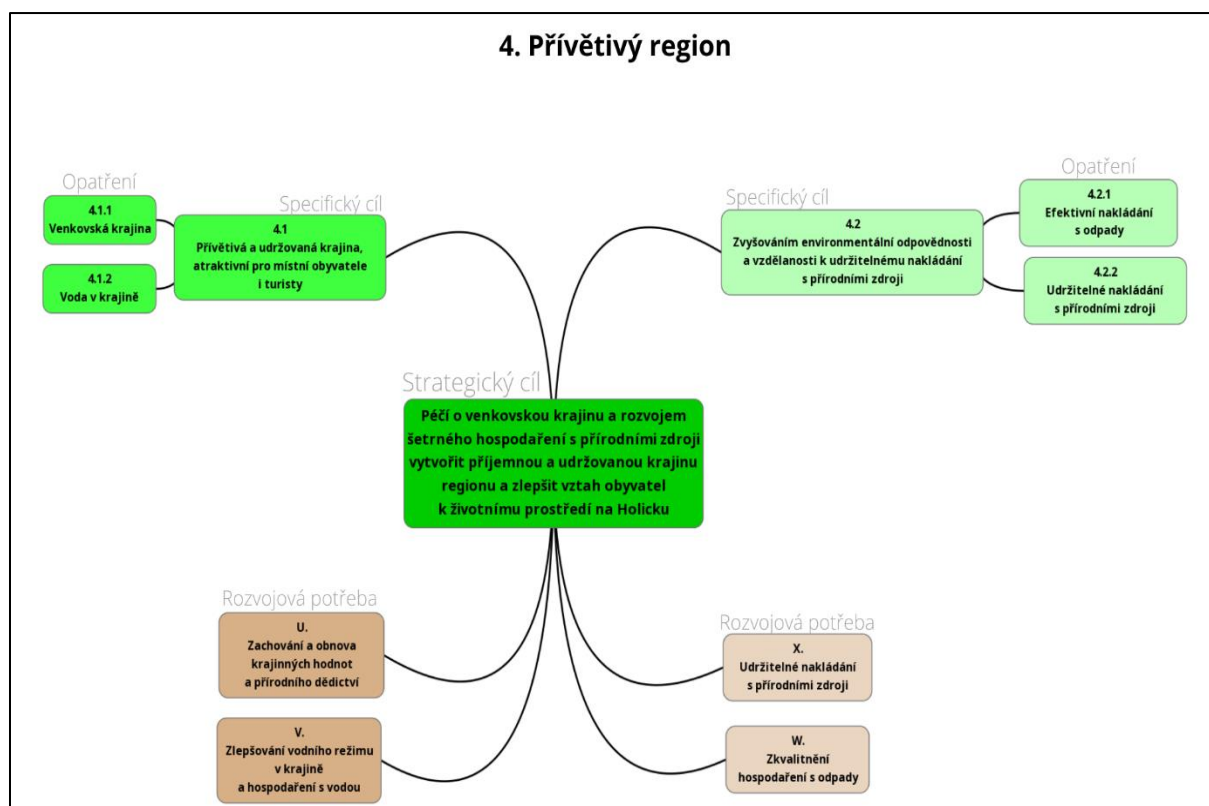 4. Přívětivý region
Opatření
4.1.1
Venkovská krajina
4.1.2
Voda v krajině
Specifický cíl
4.1
Přívětivá a udržovaná krajina,
atraktivní pro místní obyvatele
i turisty
Specifický cíl
4.2
Zvyšováním environmentální odpovědnosti
a vzdělanosti k udržitelnému nakládání
s přírodními zdroji
Opatření
4.2.1
Efektivní nakládání
s odpady
4.2.2
Udržitelné nakládání
s přírodními zdroji
Strategický cíl
Péčí o venkovskou krajinu a rozvojem
šetrného hospodaření s přírodními zdroji
vytvořit příjemnou a udržovanou krajinu
regionu a zlepšit vztah obyvatel
k životnímu prostředí na Holicku
Rozvojová potřeba
U.
Zachování a obnova
krajinných hodnot
a přírodního dědictví
V.
Zlepšování vodního režimu
v krajině
a hospodaření s vodou
Rozvojová potřeba
X.
Udržitelné nakládání
s přírodními zdroji
W.
Zkvalitnění
hospodaření s odpady